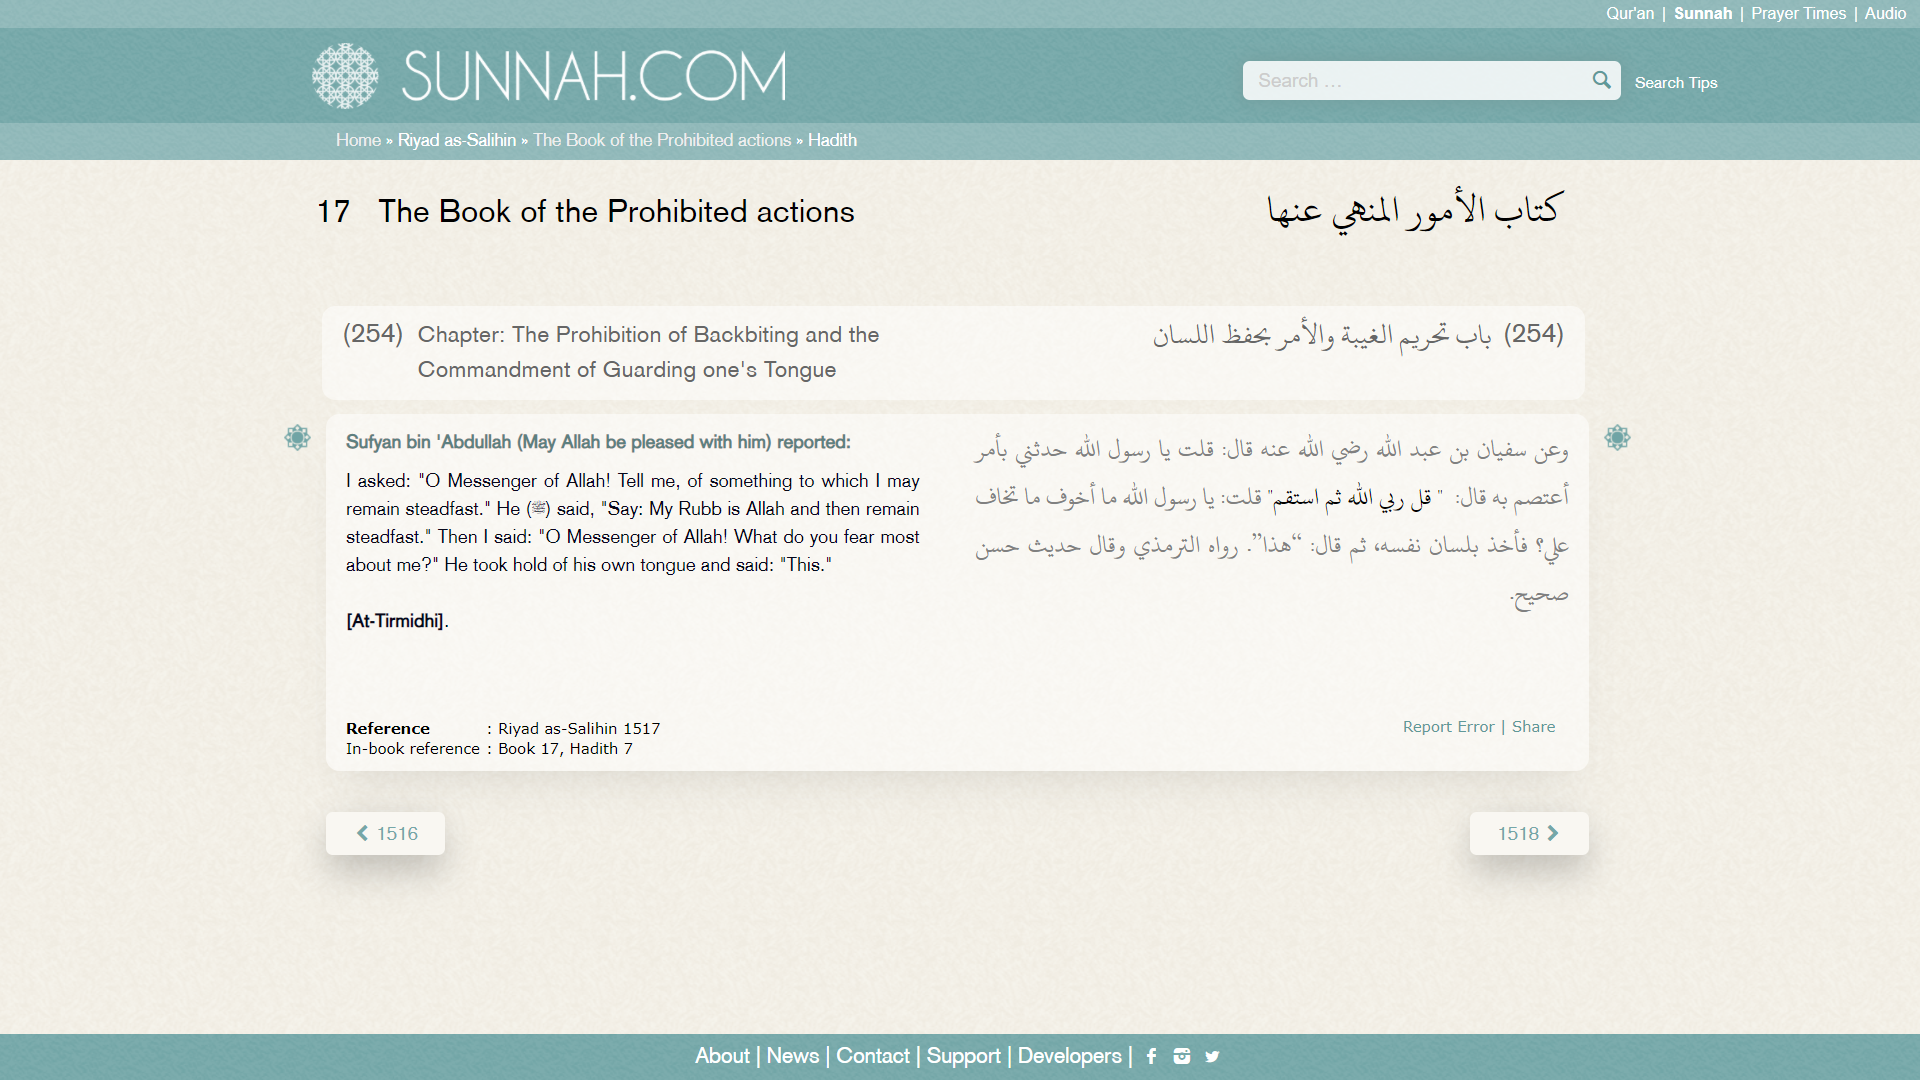 Qur'an | Sunnah | Prayer Times | Audio
SUNNAH.COM
Search ...
Search Tips
Home » Riyad as-Salihin » The Book of the Prohibited actions » Hadith
17 The Book of the Prohibited actions
كتاب الأمور المنهي عنها
(254) Chapter: The Prohibition of Backbiting and the
Commandment of Guarding one's Tongue
(254) باب تحريم الغيبة والأمر بحفظ اللسان
Sufyan bin 'Abdullah (May Allah be pleased with him) reported:
I asked: "O Messenger of Allah! Tell me, of something to which I may
remain steadfast." He (ﷺ) said, "Say: My Rubb is Allah and then remain
steadfast." Then I said: "O Messenger of Allah! What do you fear most
about me?" He took hold of his own tongue and said: "This."
[At-Tirmidhi].
وعن سفيان بن عبد الله رضي الله عنه قال: قلت يا رسول الله حدثني بأمر
أعتصم به قال: " قل ربي الله ثم استقم" قلت: يا رسول الله ما أخوف ما تخاف
علي؟ فأخذ بلسان نفسه، ثم قال: “هذا”. رواه الترمذي وقال حديث حسن
صحيح.
Reference : Riyad as-Salihin 1517
In-book reference : Book 17, Hadith 7
Report Error | Share
1516
1518
About | News | Contact | Support | Developers |